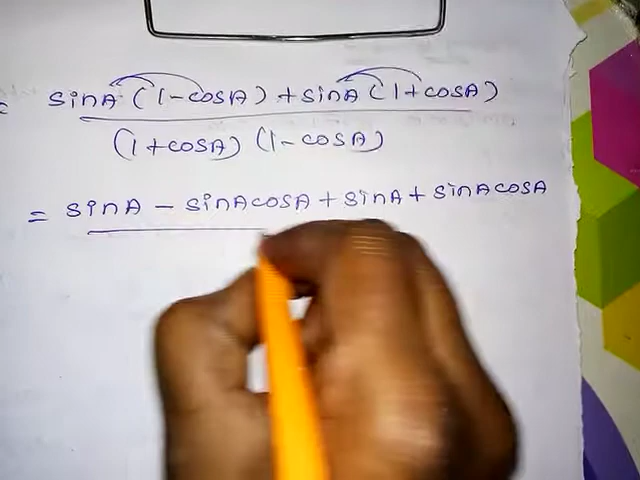 = sinA (1-cosA) + sinA (1+cosA)
(1+cosA) (1-cosA)
= sinA - sinAcosA + sinA + sinAcosA